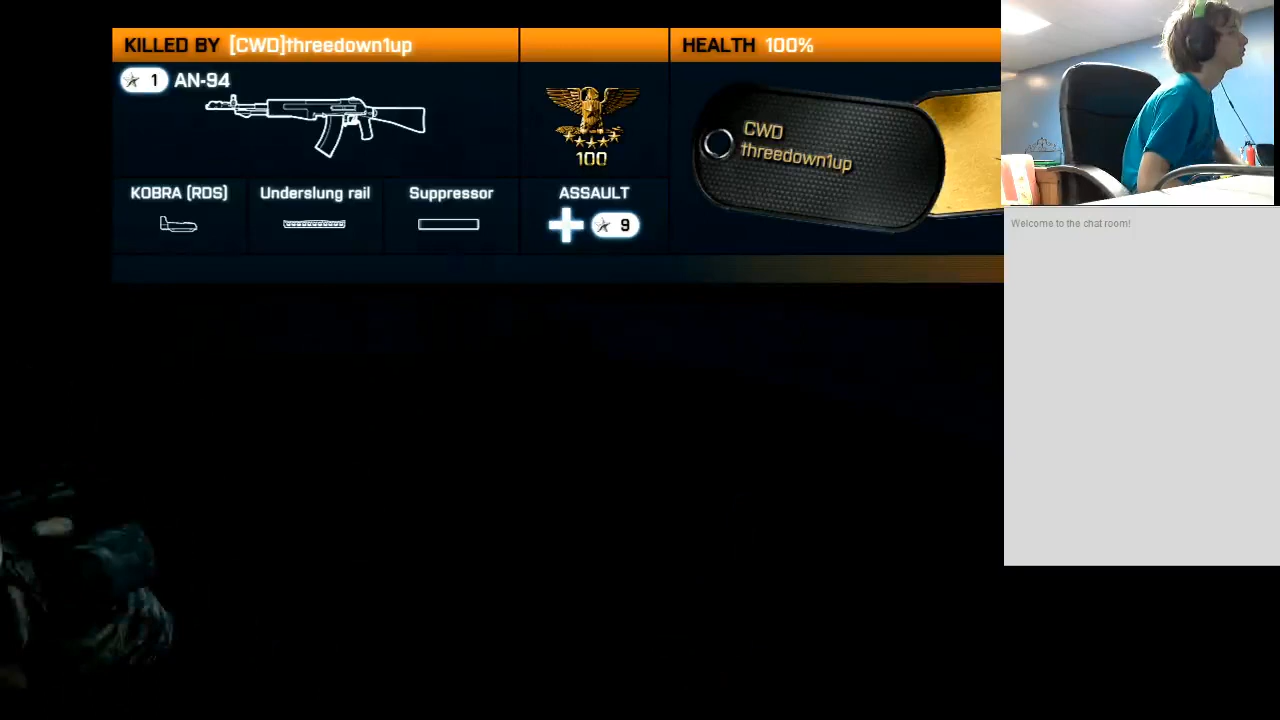 KILLED BY [CWD]threedown1up
HEALTH 100%
1 AN-94
100
CWD
threedown1up
KOBRA (RDS)
Underslung rail
Suppressor
ASSAULT
9
Welcome to the chat room!